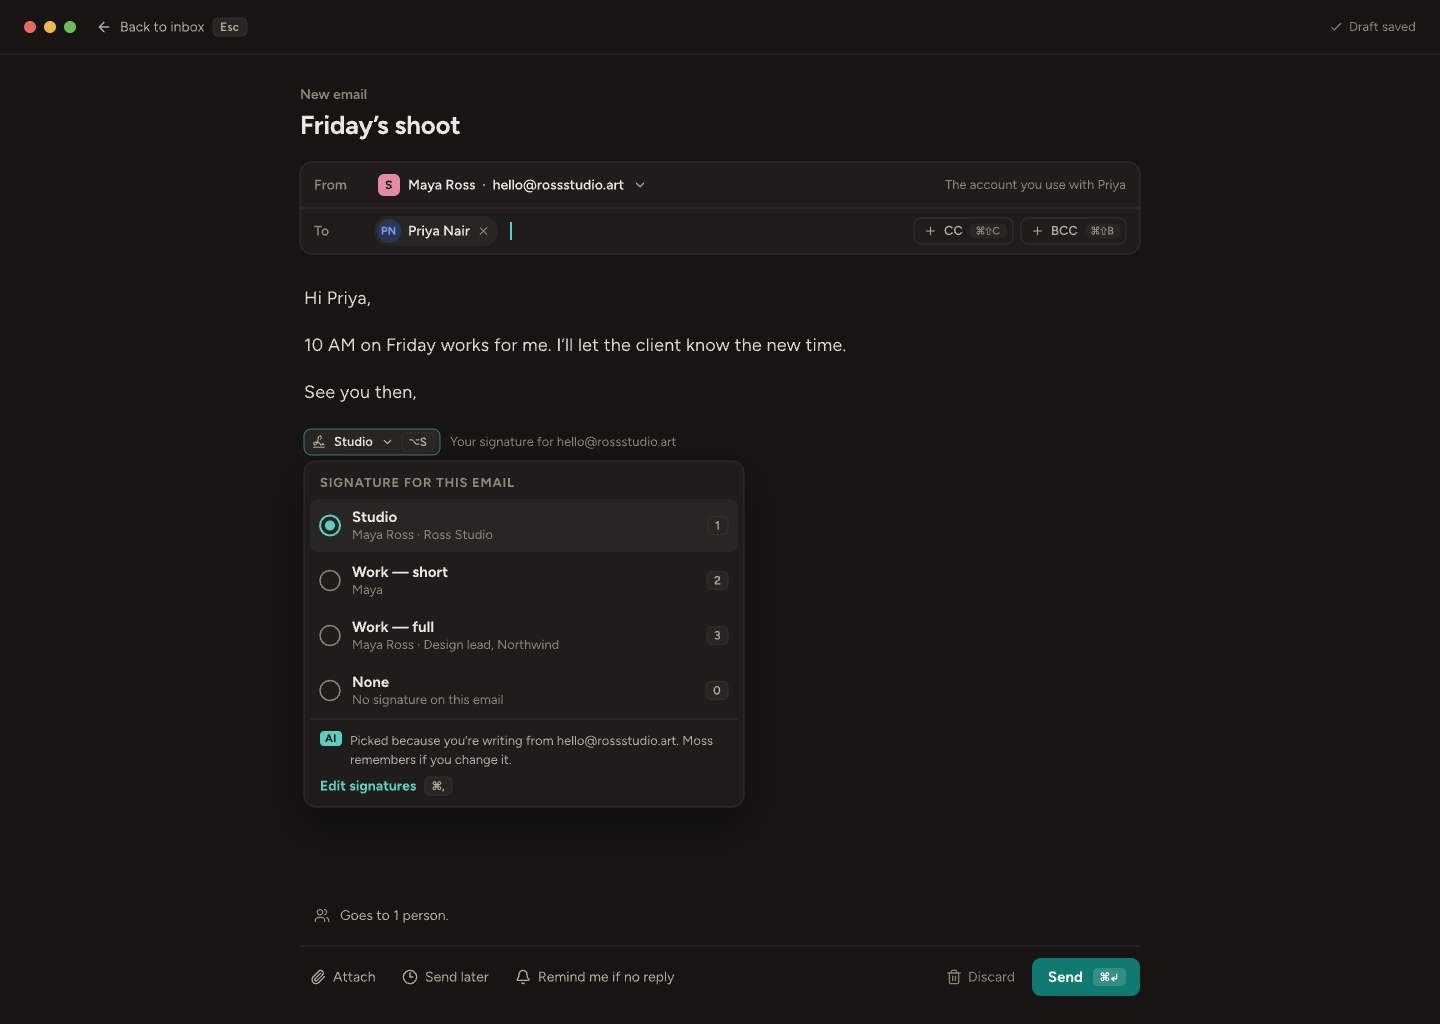 Back to inbox Esc
Draft saved
New email
Friday’s shoot
From S Maya Ross · hello@rossstudio.art The account you use with Priya
To PN Priya Nair + CC ⌘⇧C + BCC ⌘⇧B
Hi Priya,
10 AM on Friday works for me. I’ll let the client know the new time.
See you then,
Studio ⌥S Your signature for hello@rossstudio.art
SIGNATURE FOR THIS EMAIL
Studio 1
Maya Ross · Ross Studio
Work — short 2
Maya
Work — full 3
Maya Ross · Design lead, Northwind
None 0
No signature on this email
AI Picked because you’re writing from hello@rossstudio.art. Moss
remembers if you change it.
Edit signatures ⌘,
Goes to 1 person.
Attach Send later Remind me if no reply Discard Send ⌘↵